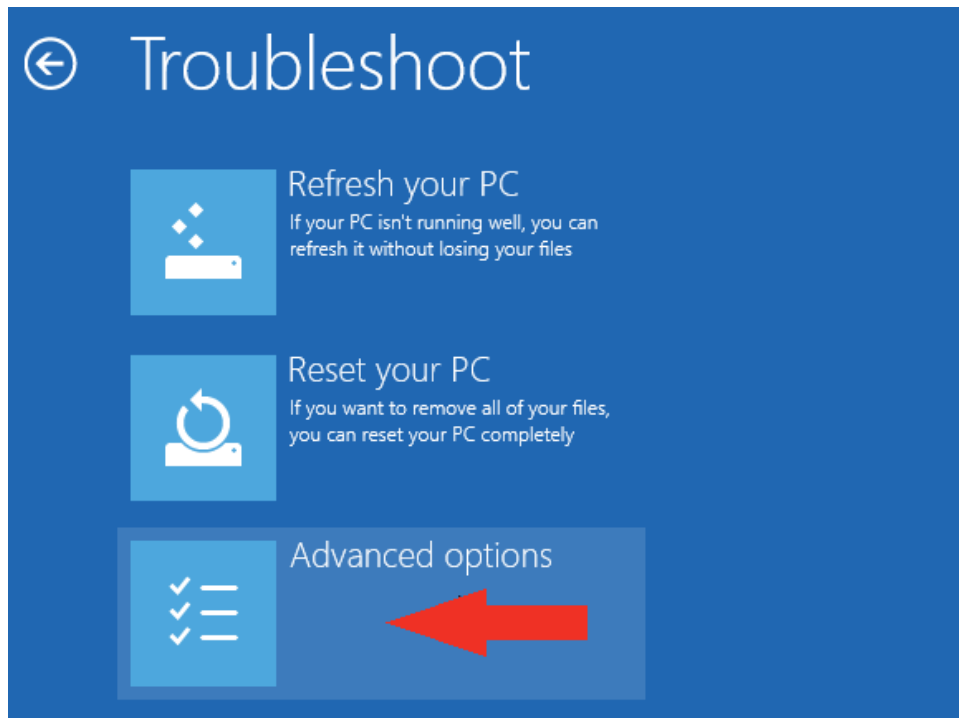 Troubleshoot
Refresh your PC
If your PC isn't running well, you can
refresh it without losing your files
Reset your PC
If you want to remove all of your files,
you can reset your PC completely
Advanced options